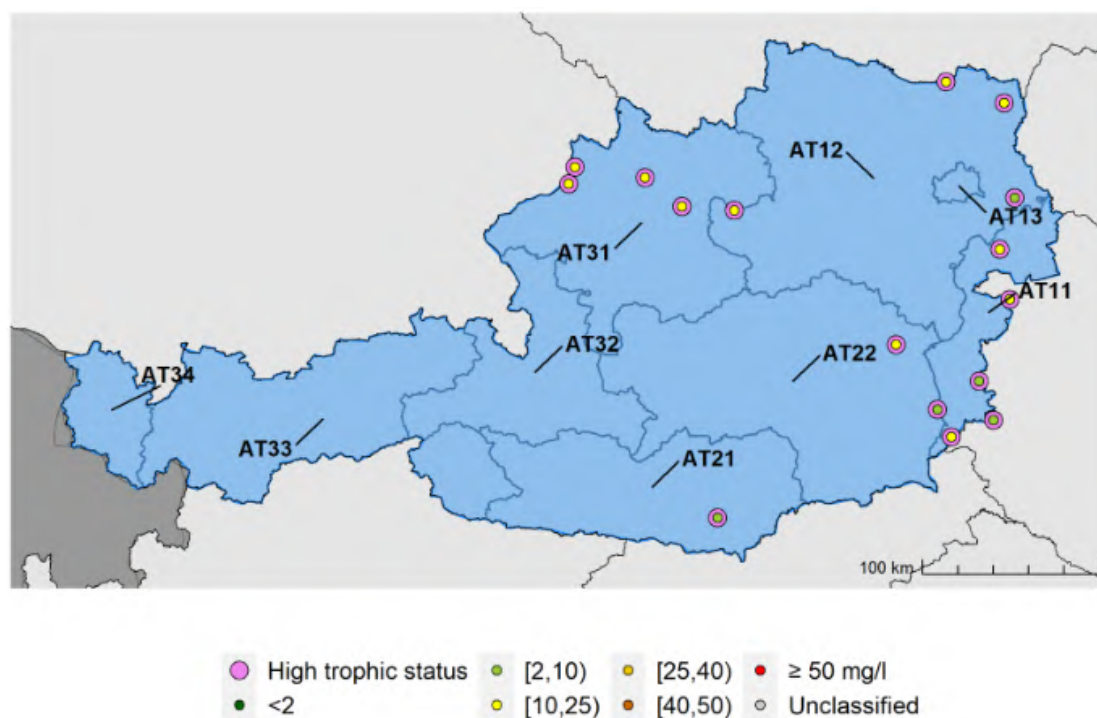 AT12
AT13
AT31
AT11
AT32
AT22
AT34
AT33
AT21
100 km
High trophic status
[2,10)
[25,40)
≥ 50 mg/l
<2
[10,25)
[40,50)
Unclassified